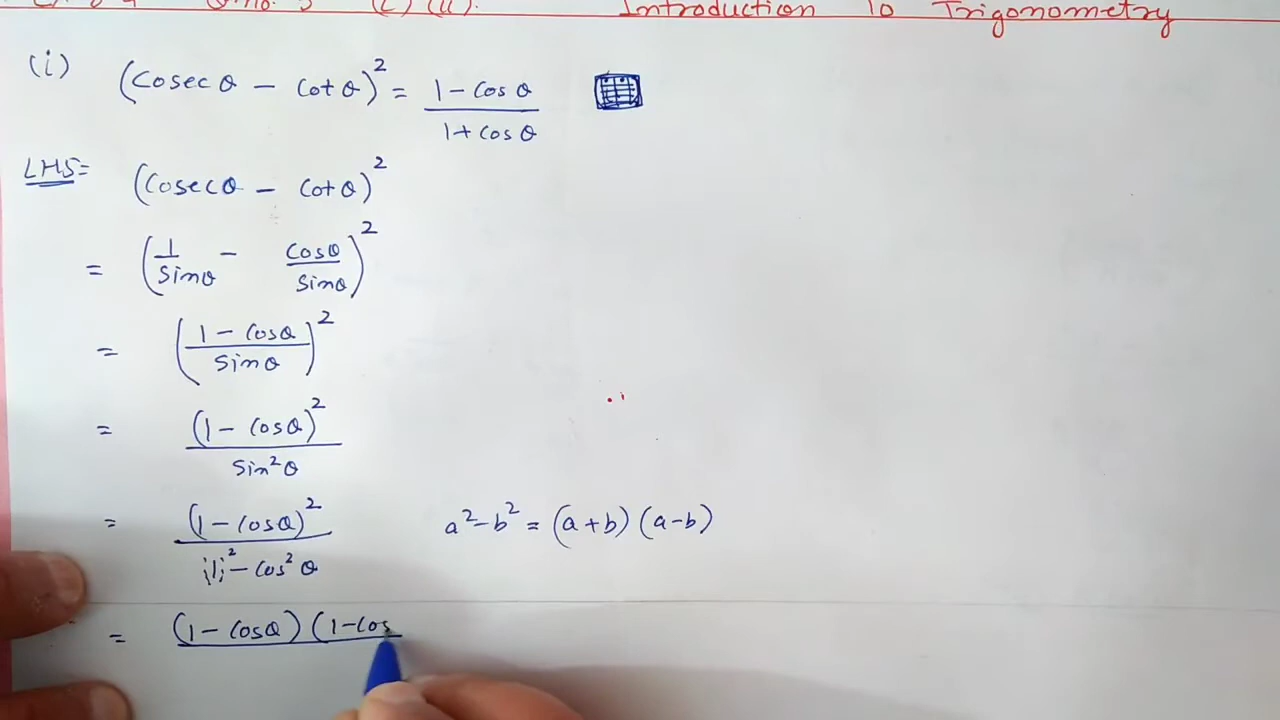 (i) (Cosec θ - Cot θ)² = 1 - Cos θ / 1 + Cos θ
LHS = (Cosec θ - Cot θ)²
= (1/Sin θ - Cos θ/Sin θ)²
= (1 - Cos θ / Sin θ)²
= (1 - Cos θ)² / Sin² θ
= (1 - Cos θ)² / (1)² - Cos² θ a² - b² = (a + b) (a - b)
= (1 - Cos θ) (1 - Cos
Introduction to Trigonometry